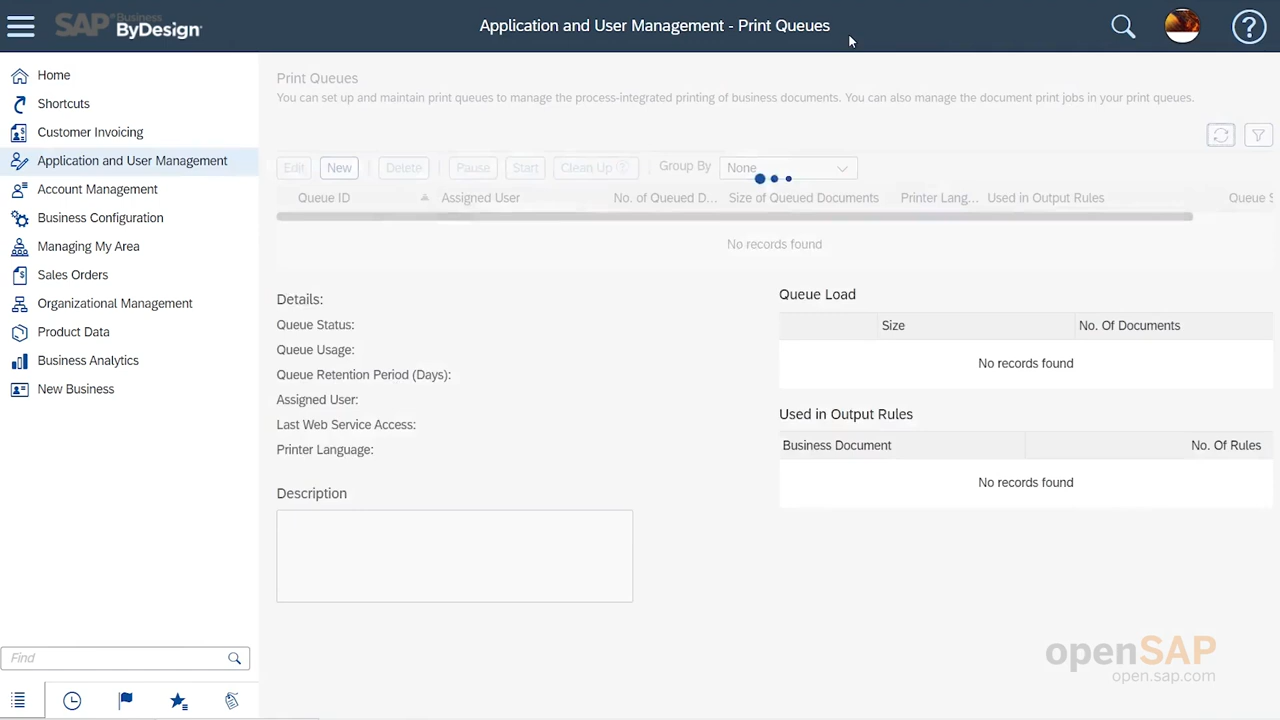 SAP Business ByDesign
Application and User Management - Print Queues
Home
Shortcuts
Customer Invoicing
Application and User Management
Account Management
Business Configuration
Managing My Area
Sales Orders
Organizational Management
Product Data
Business Analytics
New Business
Find
Print Queues
You can set up and maintain print queues to manage the process-integrated printing of business documents. You can also manage the document print jobs in your print queues.
Edit New Delete Pause Start Clean Up Group By None
Queue ID Assigned User No. of Queued D... Size of Queued Documents Printer Lang... Used in Output Rules Queue S
No records found
Details:
Queue Status:
Queue Usage:
Queue Retention Period (Days):
Assigned User:
Last Web Service Access:
Printer Language:
Description
Queue Load
Size No. Of Documents
No records found
Used in Output Rules
Business Document No. Of Rules
No records found
openSAP
open.sap.com